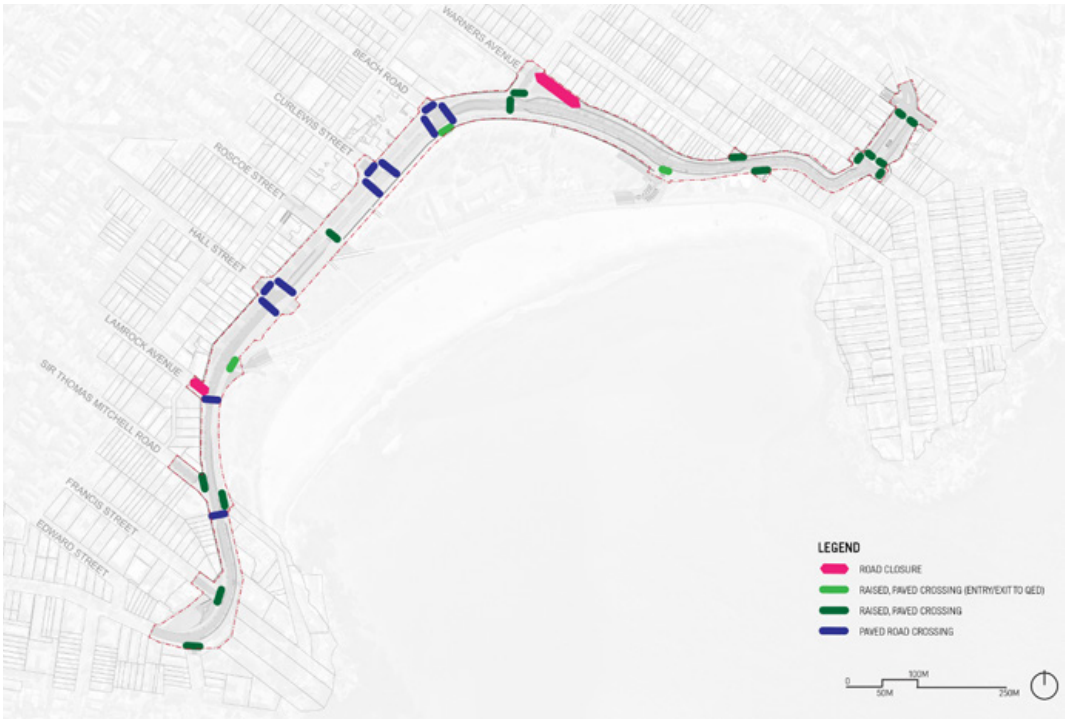 WARNERS AVENUE
BEACH ROAD
CURLEWIS STREET
ROSCOE STREET
HALL STREET
LAMROCK AVENUE
SIR THOMAS MITCHELL ROAD
FRANCIS STREET
EDWARD STREET
LEGEND
ROAD CLOSURE
RAISED, PAVED CROSSING (ENTRY/EXIT TO QED)
RAISED, PAVED CROSSING
PAVED ROAD CROSSING
0 100M
50M 250M